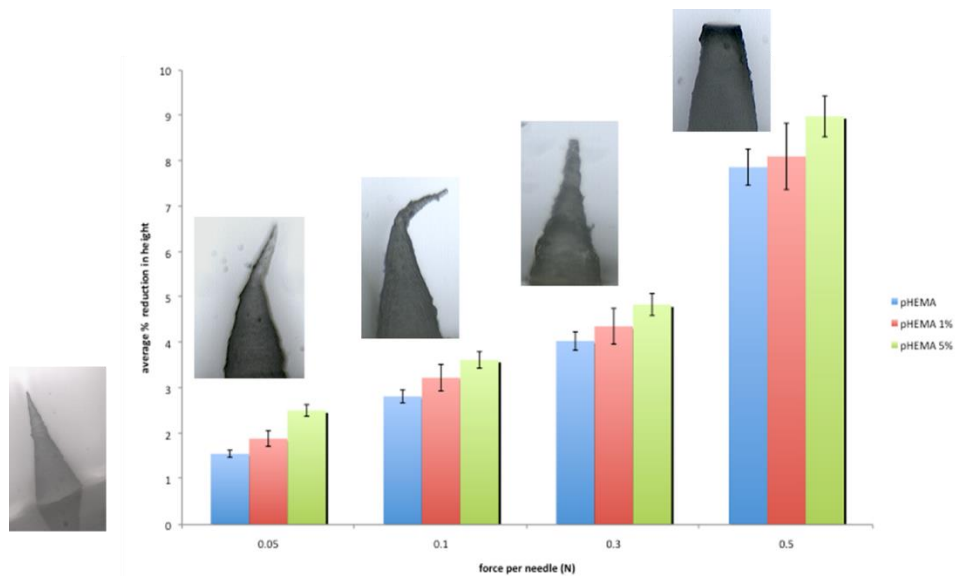 10
9
8
7
6
5
4
3
2
1
0
average % reduction in height
0.05 0.1 0.3 0.5
force per needle (N)
pHEMA
pHEMA 1%
pHEMA 5%